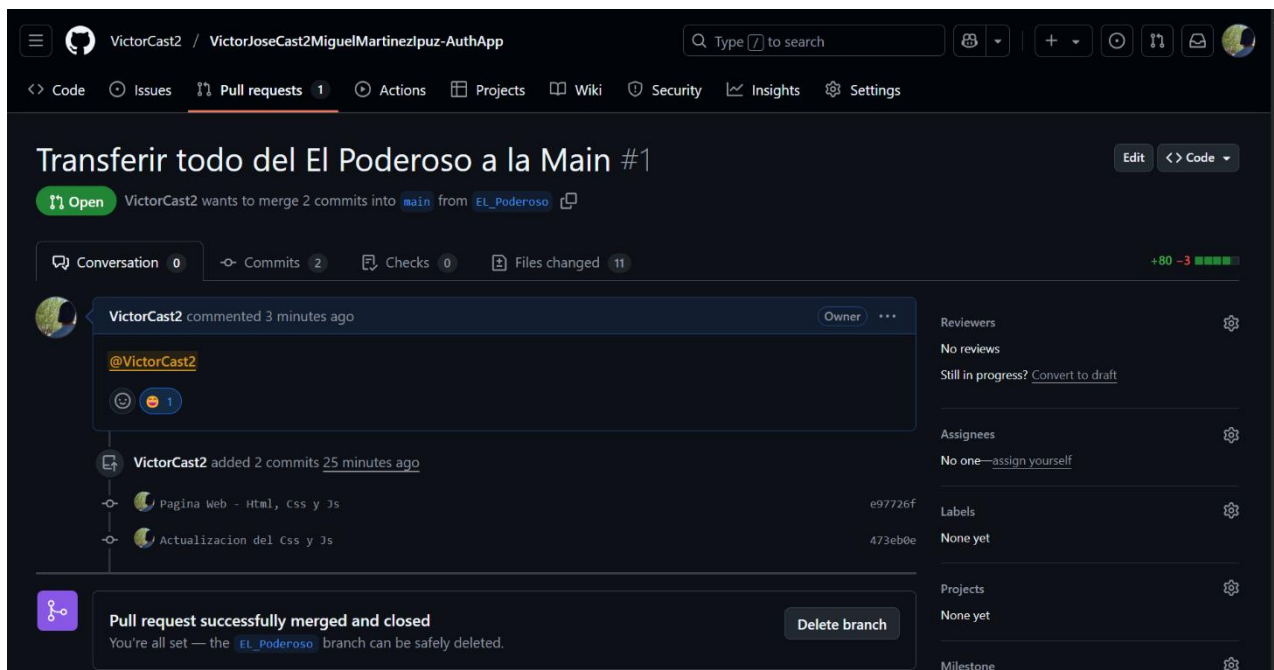 VictorCast2 / VictorJoseCast2MiguelMartinezIpuz-AuthApp
Type / to search
<> Code Issues Pull requests 1 Actions Projects Wiki Security Insights Settings
Transferir todo del El Poderoso a la Main #1
Edit <> Code
Open VictorCast2 wants to merge 2 commits into main from EL_Poderoso
Conversation 0 Commits 2 Checks 0 Files changed 11
+80 −3
VictorCast2 commented 3 minutes ago Owner
@VictorCast2
1
VictorCast2 added 2 commits 25 minutes ago
Pagina Web - Html, Css y Js e97726f
Actualizacion del Css y Js 473eb0e
Pull request successfully merged and closed
You're all set — the EL_Poderoso branch can be safely deleted.
Delete branch
Reviewers
No reviews
Still in progress? Convert to draft
Assignees
No one—assign yourself
Labels
None yet
Projects
None yet
Milestone